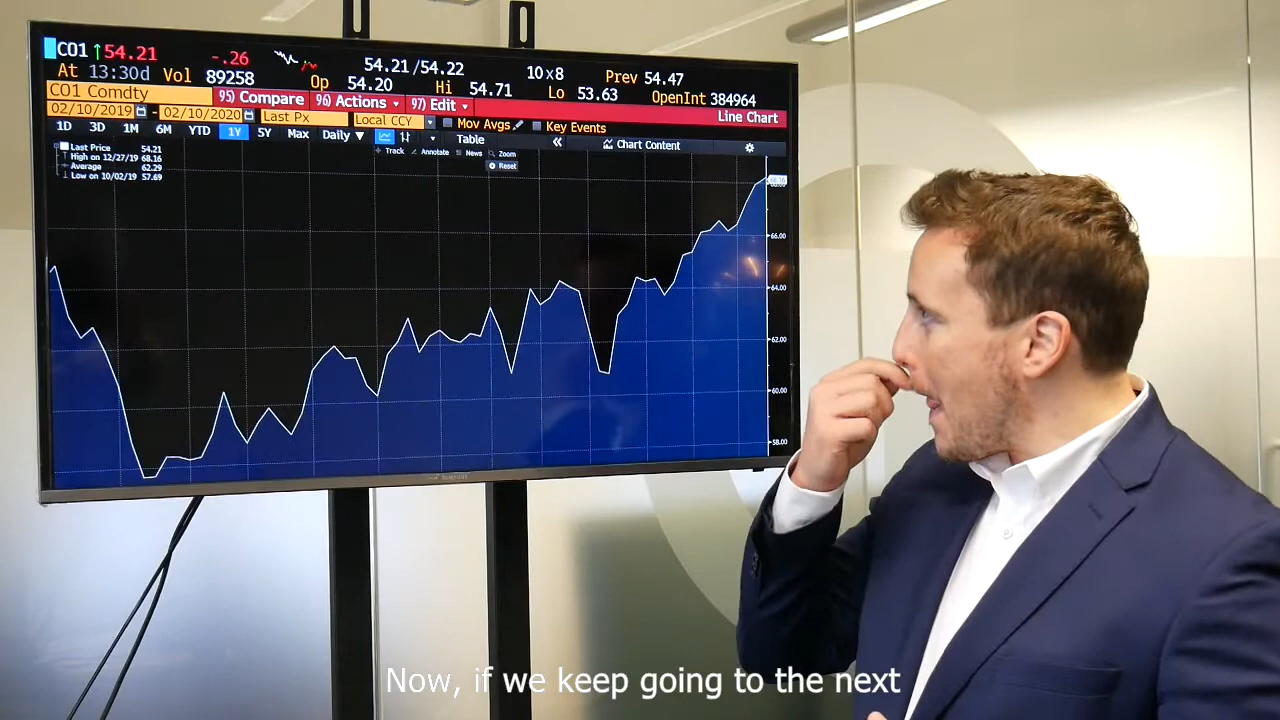 CO1 ↑54.21 -.26 54.21/54.22 10x8 Prev 54.47
At 13:30d Vol 89258 Op 54.20 Hi 54.71 Lo 53.63 OpenInt 384964
CO1 Comdty 95) Compare 96) Actions 97) Edit Line Chart
02/10/2019 - 02/10/2020 Last Px Local CCY Mov Avgs Key Events
1D 3D 1M 6M YTD 1Y 5Y Max Daily ▼ Table « Chart Content
Track Annotate News Zoom
Reset
Last Price 54.21
High on 12/27/19 68.16
Average 62.29
Low on 10/02/19 57.69
68.16
66.00
64.00
62.00
60.00
58.00
Now, if we keep going to the next